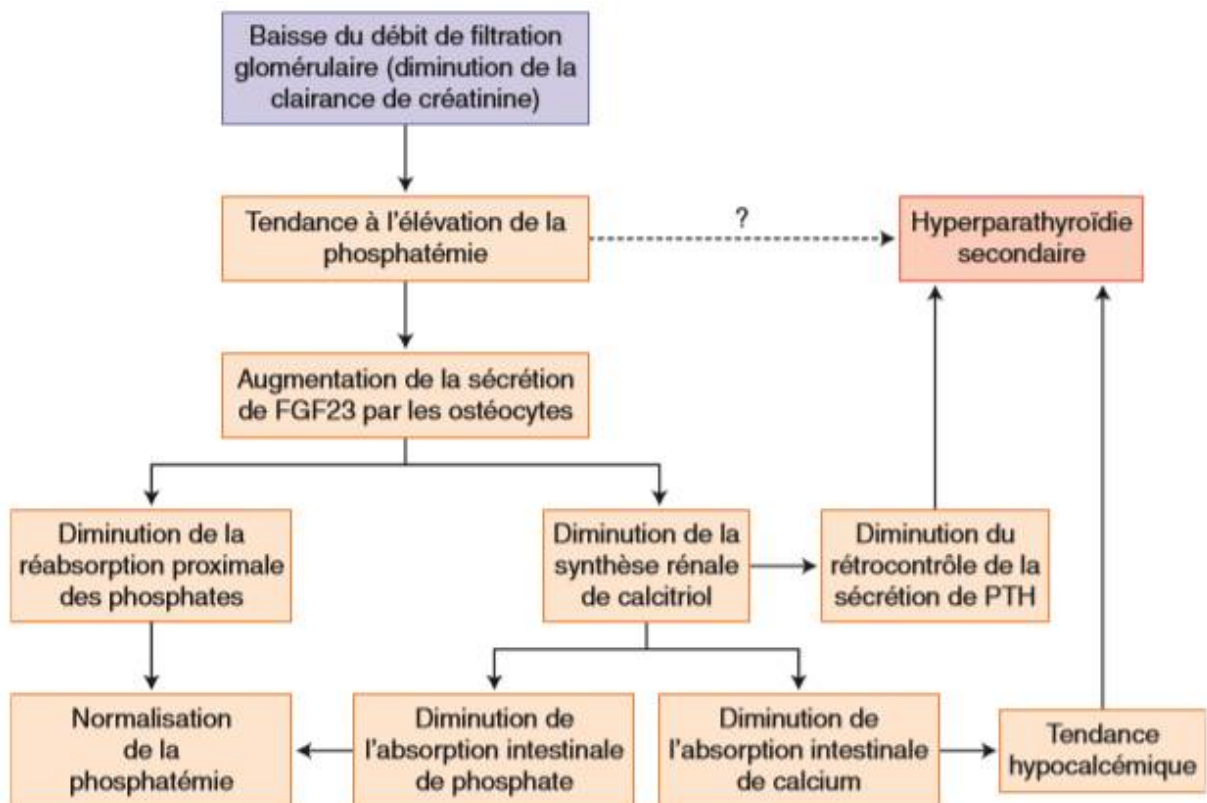 Baisse du débit de filtration
glomérulaire (diminution de la
clairance de créatinine)
Tendance à l'élévation de la
phosphatémie
?
Hyperparathyroïdie
secondaire
Augmentation de la sécrétion
de FGF23 par les ostéocytes
Diminution de la
réabsorption proximale
des phosphates
Diminution de la
synthèse rénale
de calcitriol
Diminution du
rétrocontrôle de la
sécrétion de PTH
Normalisation
de la
phosphatémie
Diminution de
l'absorption intestinale
de phosphate
Diminution de
l'absorption intestinale
de calcium
Tendance
hypocalcémique